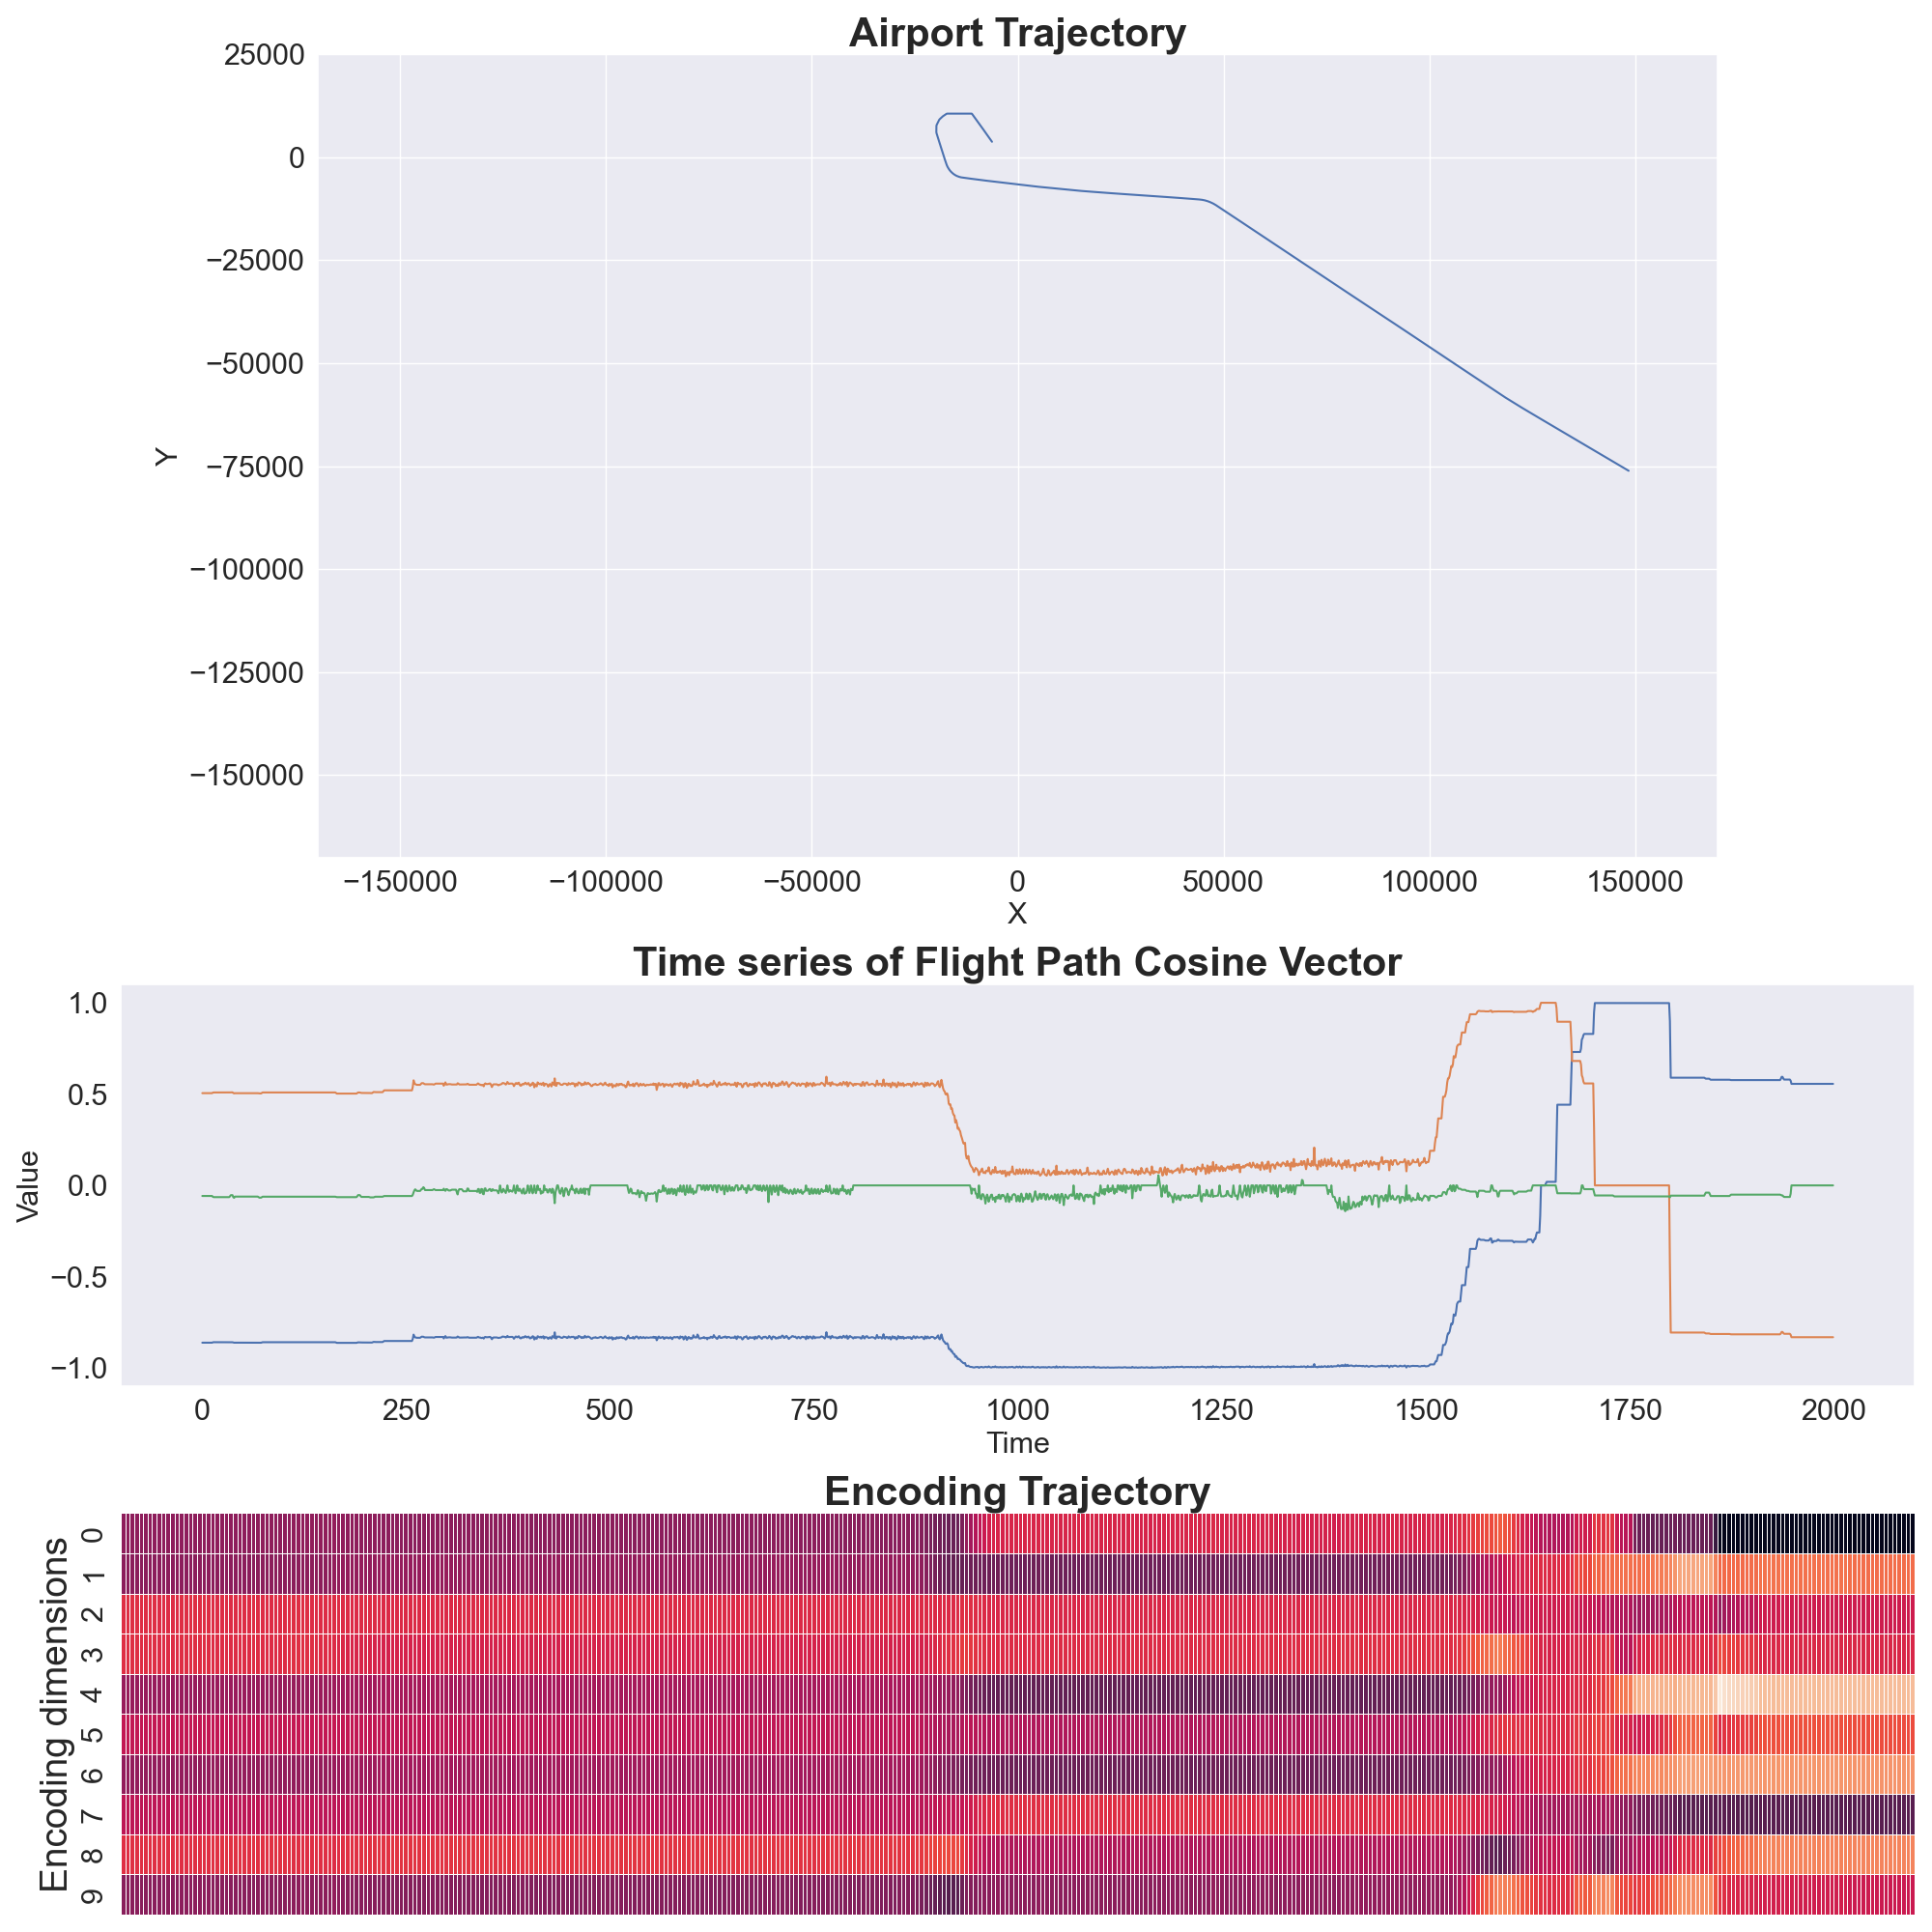 Airport Trajectory
25000
0
−25000
−50000
−75000
−100000
−125000
−150000
Y
−150000 −100000 −50000 0 50000 100000 150000
X
Time series of Flight Path Cosine Vector
1.0
0.5
0.0
−0.5
−1.0
Value
0 250 500 750 1000 1250 1500 1750 2000
Time
Encoding Trajectory
Encoding dimensions
0
1
2
3
4
5
6
7
8
9